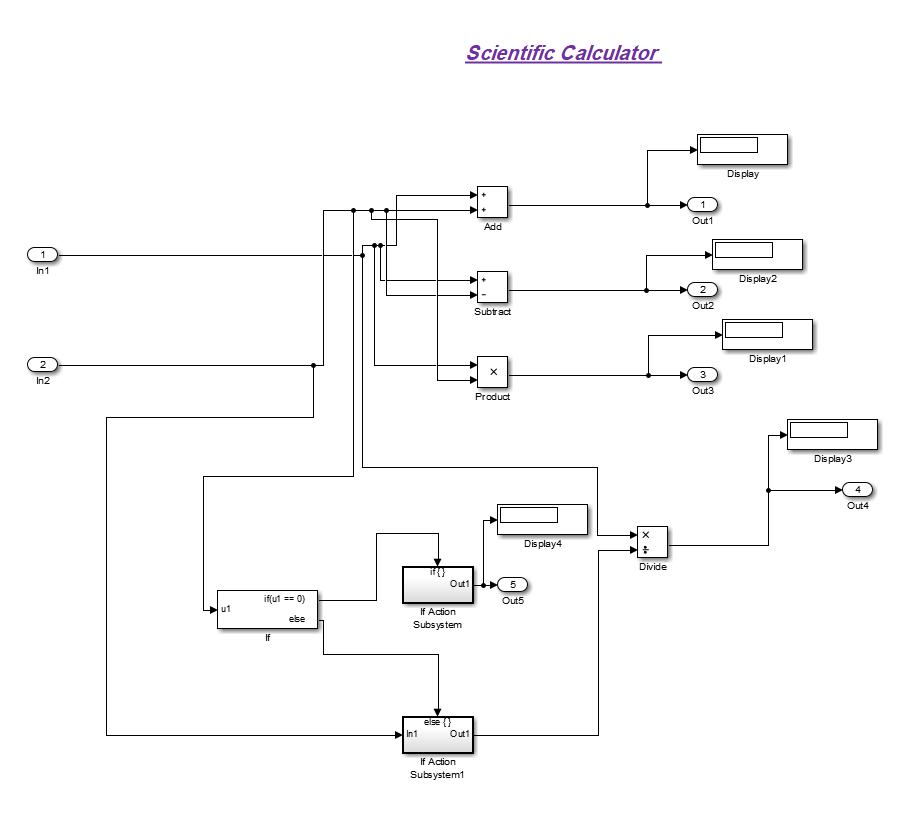 Scientific Calculator
Display
+
+
Add
1
Out1
1
In1
Display2
+
−
Subtract
2
Out2
Display1
2
In2
×
Product
3
Out3
Display3
4
Out4
Display4
×
÷
Divide
if { }
Out1
If Action
Subsystem
5
Out5
u1
if(u1 == 0)
else
If
else { }
In1
Out1
If Action
Subsystem1